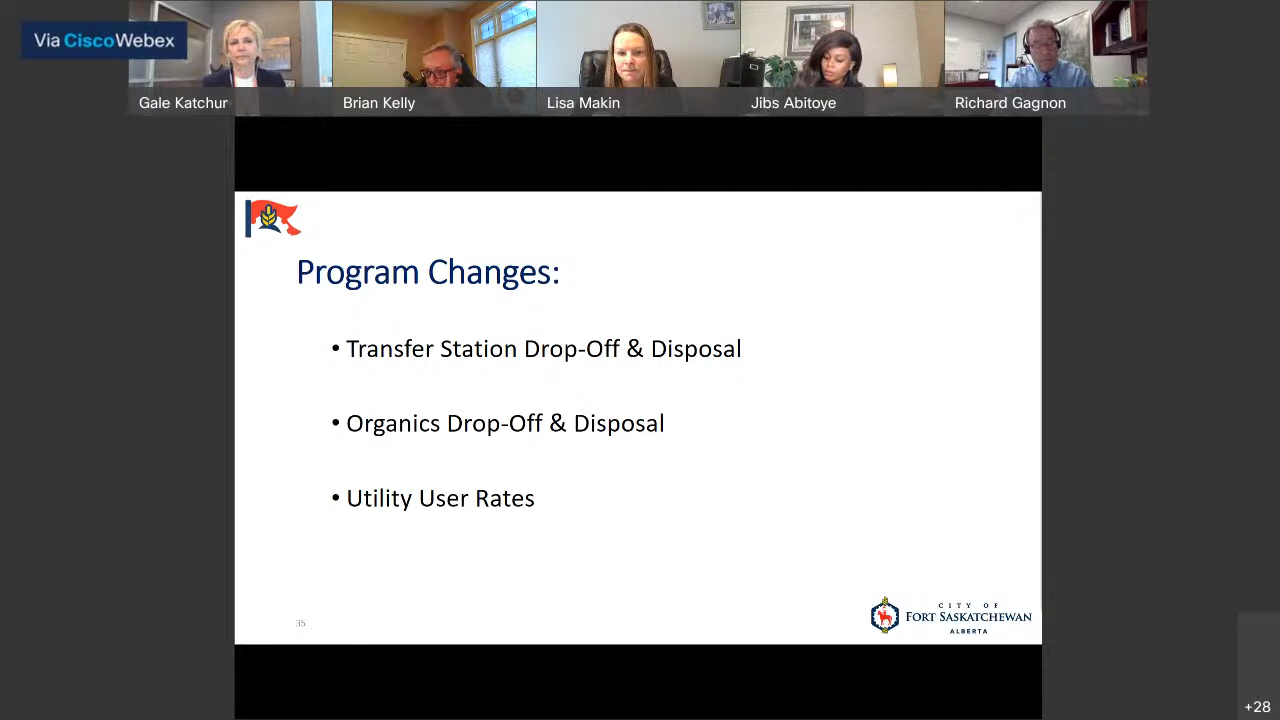 Via CiscoWebex
Gale Katchur
Brian Kelly
Lisa Makin
Jibs Abitoye
Richard Gagnon
Program Changes:
• Transfer Station Drop-Off & Disposal
• Organics Drop-Off & Disposal
• Utility User Rates
35
CITY OF
FORT SASKATCHEWAN
ALBERTA
+28